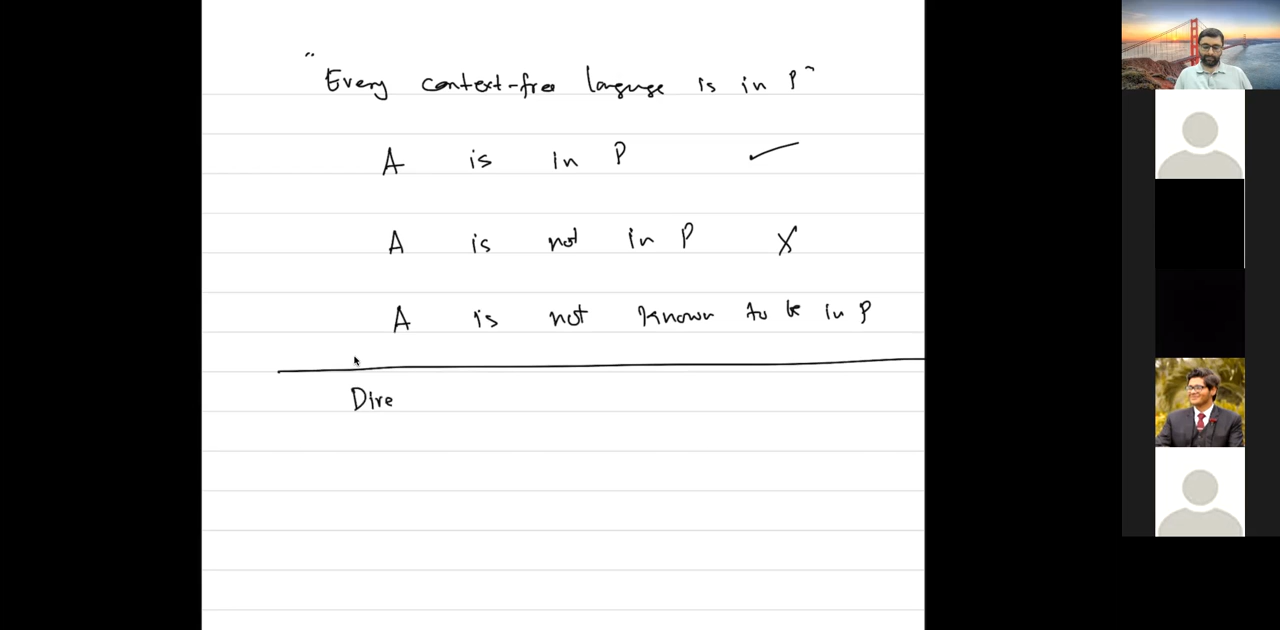 "Every context-free language is in P"
A is in P ✓
A is not in P X
A is not known to be in P
Dire